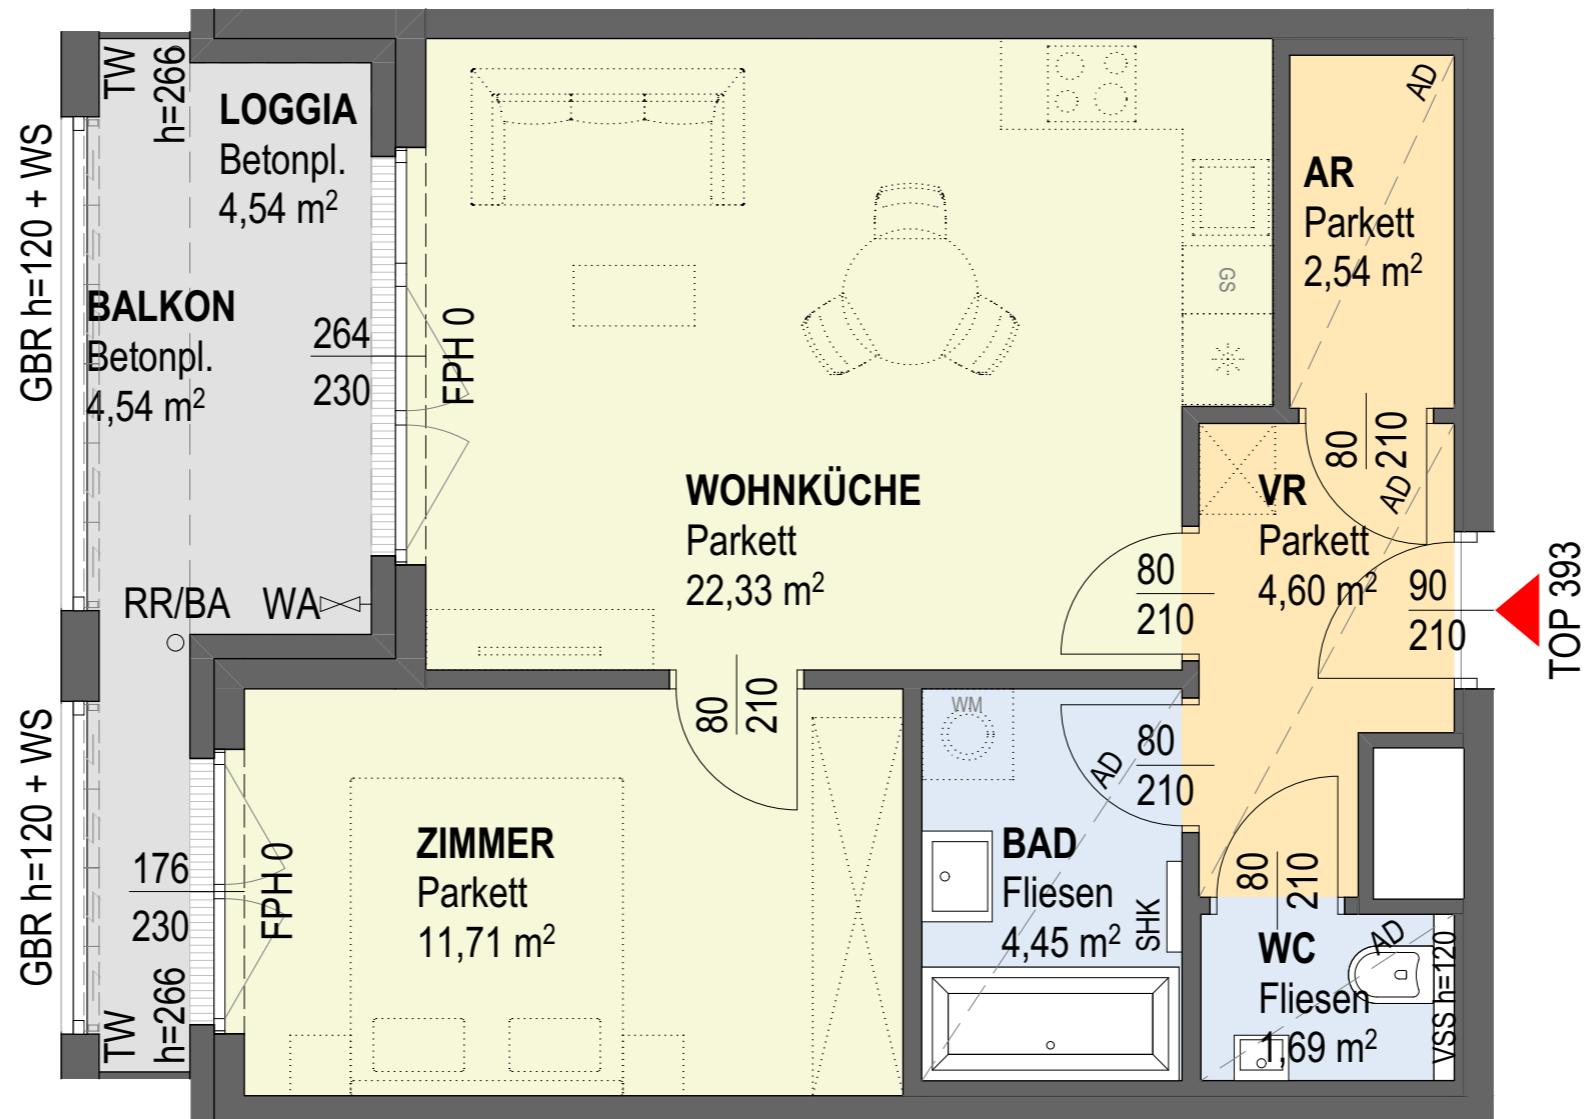 TW
h=266
LOGGIA
Betonpl.
4,54 m²
GBR h=120 + WS
BALKON
Betonpl.
4,54 m²
264
230
FPH 0
GS
AD
AR
Parkett
2,54 m²
80
210
AD
WOHNKÜCHE
Parkett
22,33 m²
VR
Parkett
4,60 m²
80
210
90
210
TOP 393
RR/BA
WA
80
210
WM
80
210
AD
GBR h=120 + WS
176
230
FPH 0
TW
h=266
ZIMMER
Parkett
11,71 m²
BAD
Fliesen
4,45 m²
SHK
80
210
WC
Fliesen
1,69 m²
AD
VSS h=120